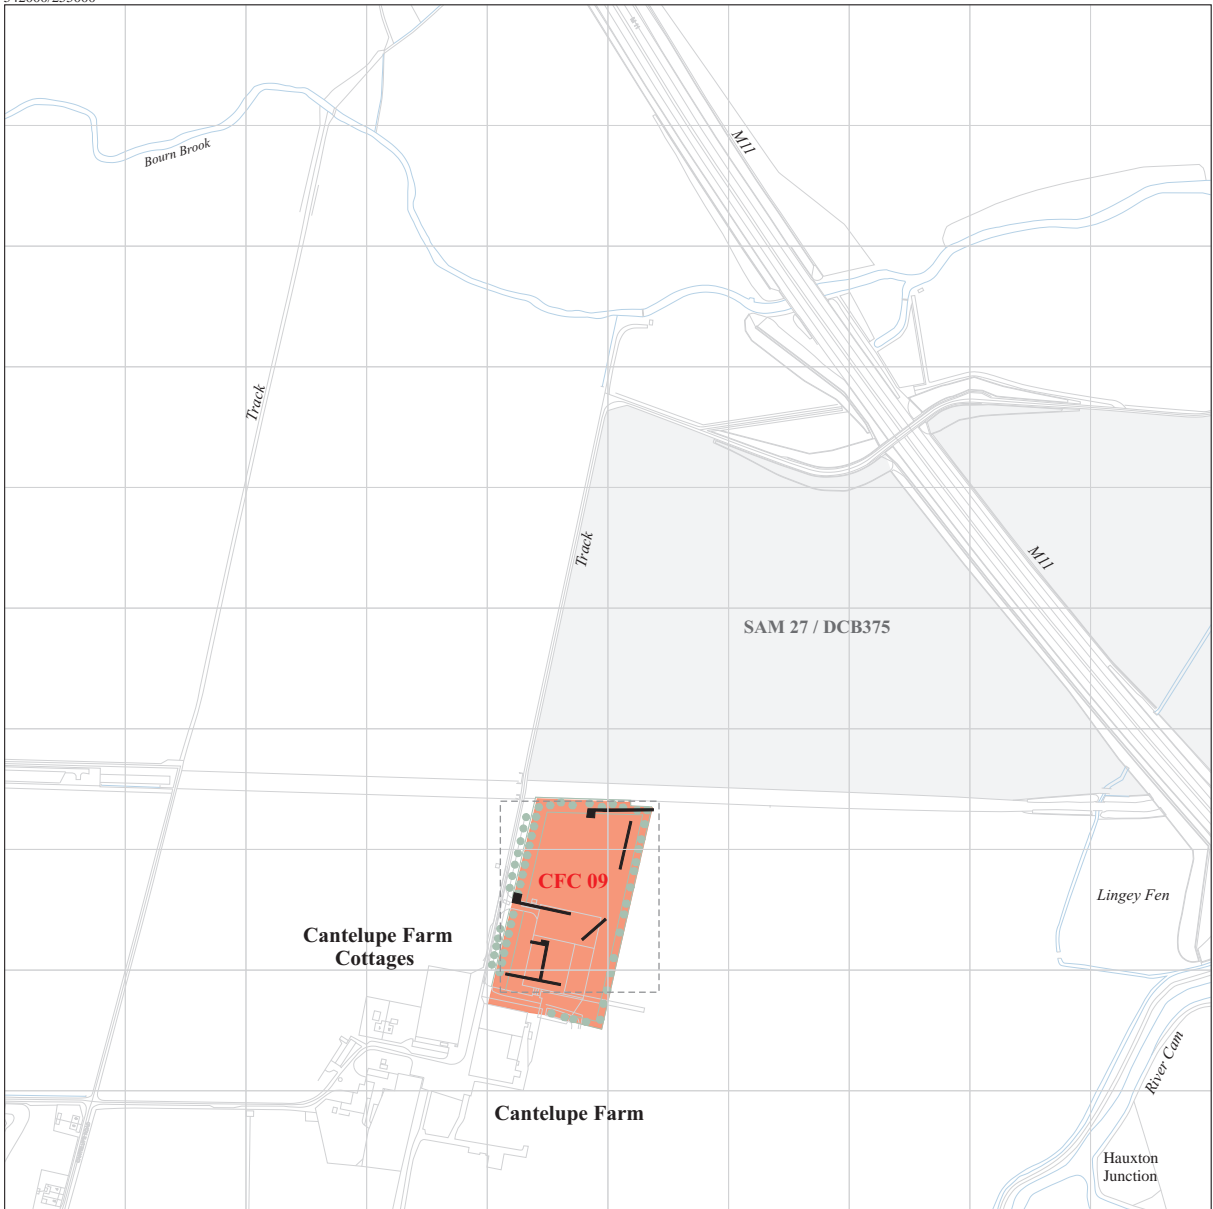 M11
Bourn Brook
Track
Track
M11
SAM 27 / DCB375
CFC 09
Lingey Fen
Cantelupe Farm
Cottages
River Cam
Cantelupe Farm
Hauxton
Junction